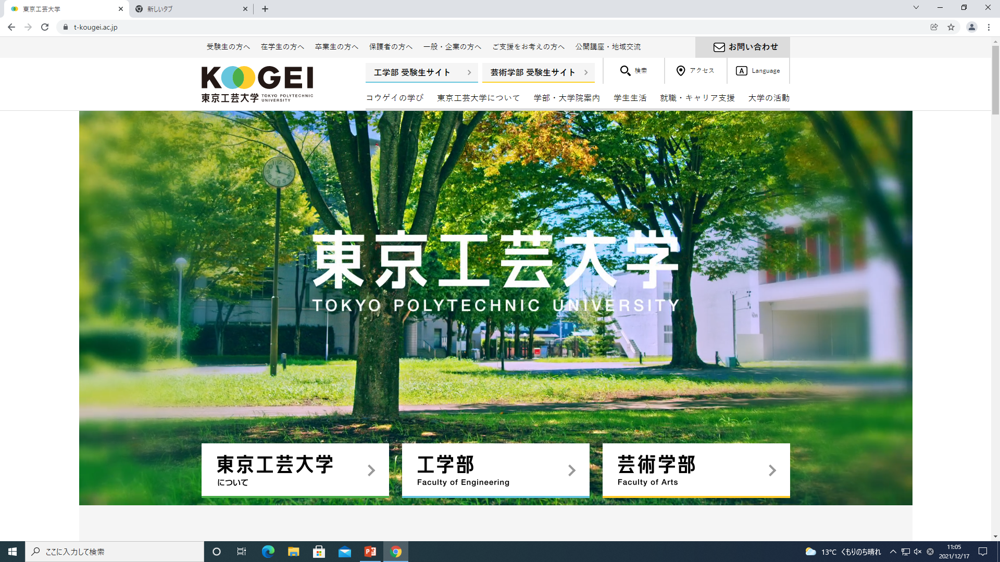 東京工芸大学
新しいタブ
t-kougei.ac.jp
受験生の方へ 在学生の方へ 卒業生の方へ 保護者の方へ 一般・企業の方へ ご支援をお考えの方へ 公開講座・地域交流 お問い合わせ
KOOGEI
東京工芸大学 TOKYO POLYTECHNIC UNIVERSITY
工学部 受験生サイト 芸術学部 受験生サイト 検索 アクセス A Language
コウゲイの学び 東京工芸大学について 学部・大学院案内 学生生活 就職・キャリア支援 大学の活動
東京工芸大学
TOKYO POLYTECHNIC UNIVERSITY
東京工芸大学
について
工学部
Faculty of Engineering
芸術学部
Faculty of Arts
ここに入力して検索
13°C くもりのち晴れ
11:05
2021/12/17